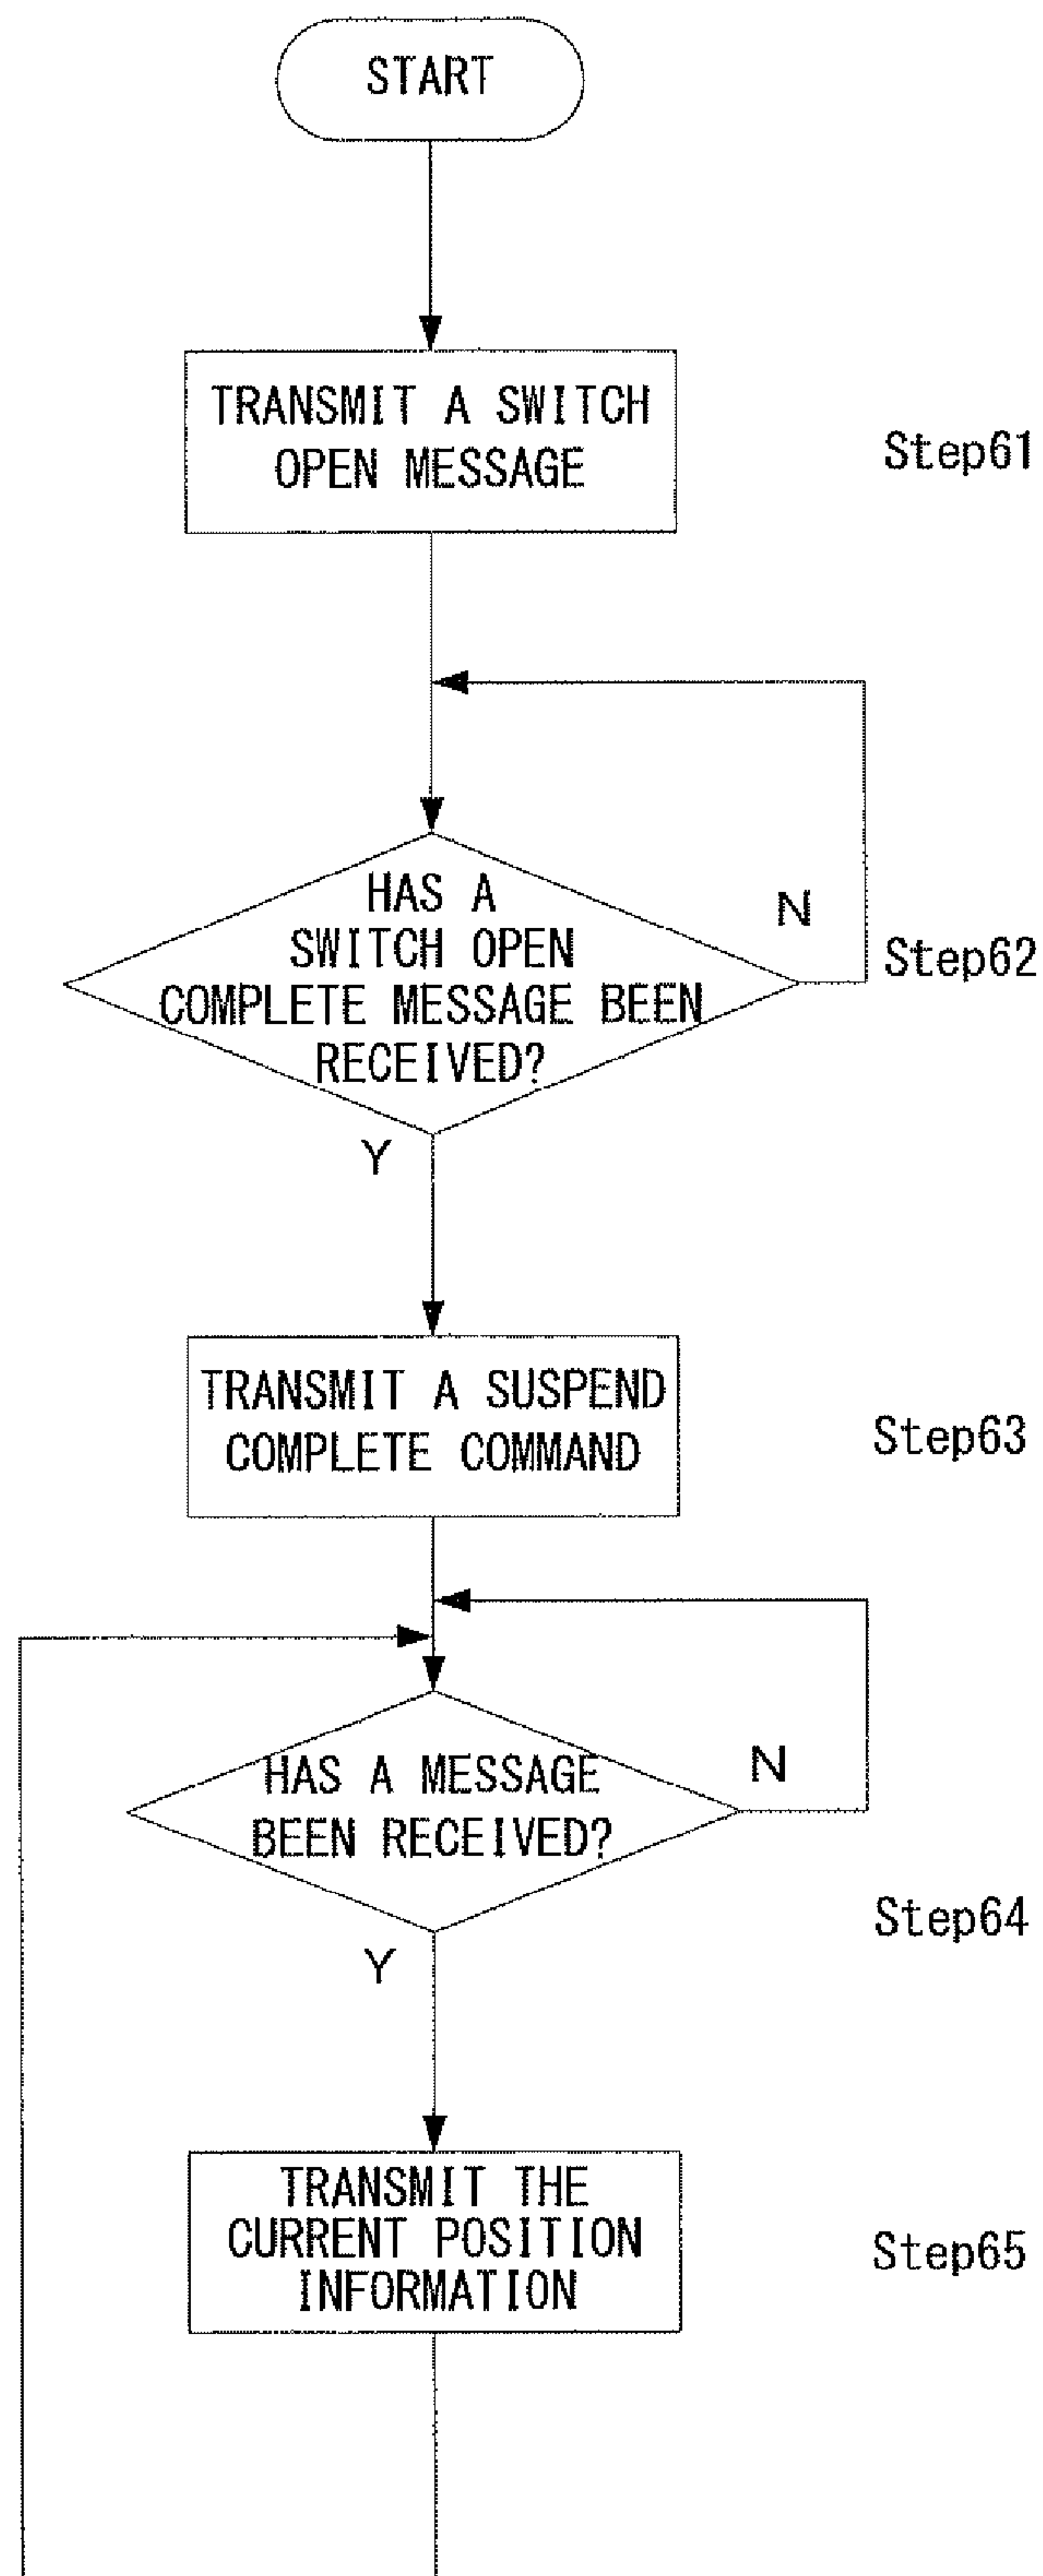 START
TRANSMIT A SWITCH
OPEN MESSAGE
Step61
HAS A
SWITCH OPEN
COMPLETE MESSAGE BEEN
RECEIVED?
N
Step62
Y
TRANSMIT A SUSPEND
COMPLETE COMMAND
Step63
HAS A MESSAGE
BEEN RECEIVED?
N
Step64
Y
TRANSMIT THE
CURRENT POSITION
INFORMATION
Step65